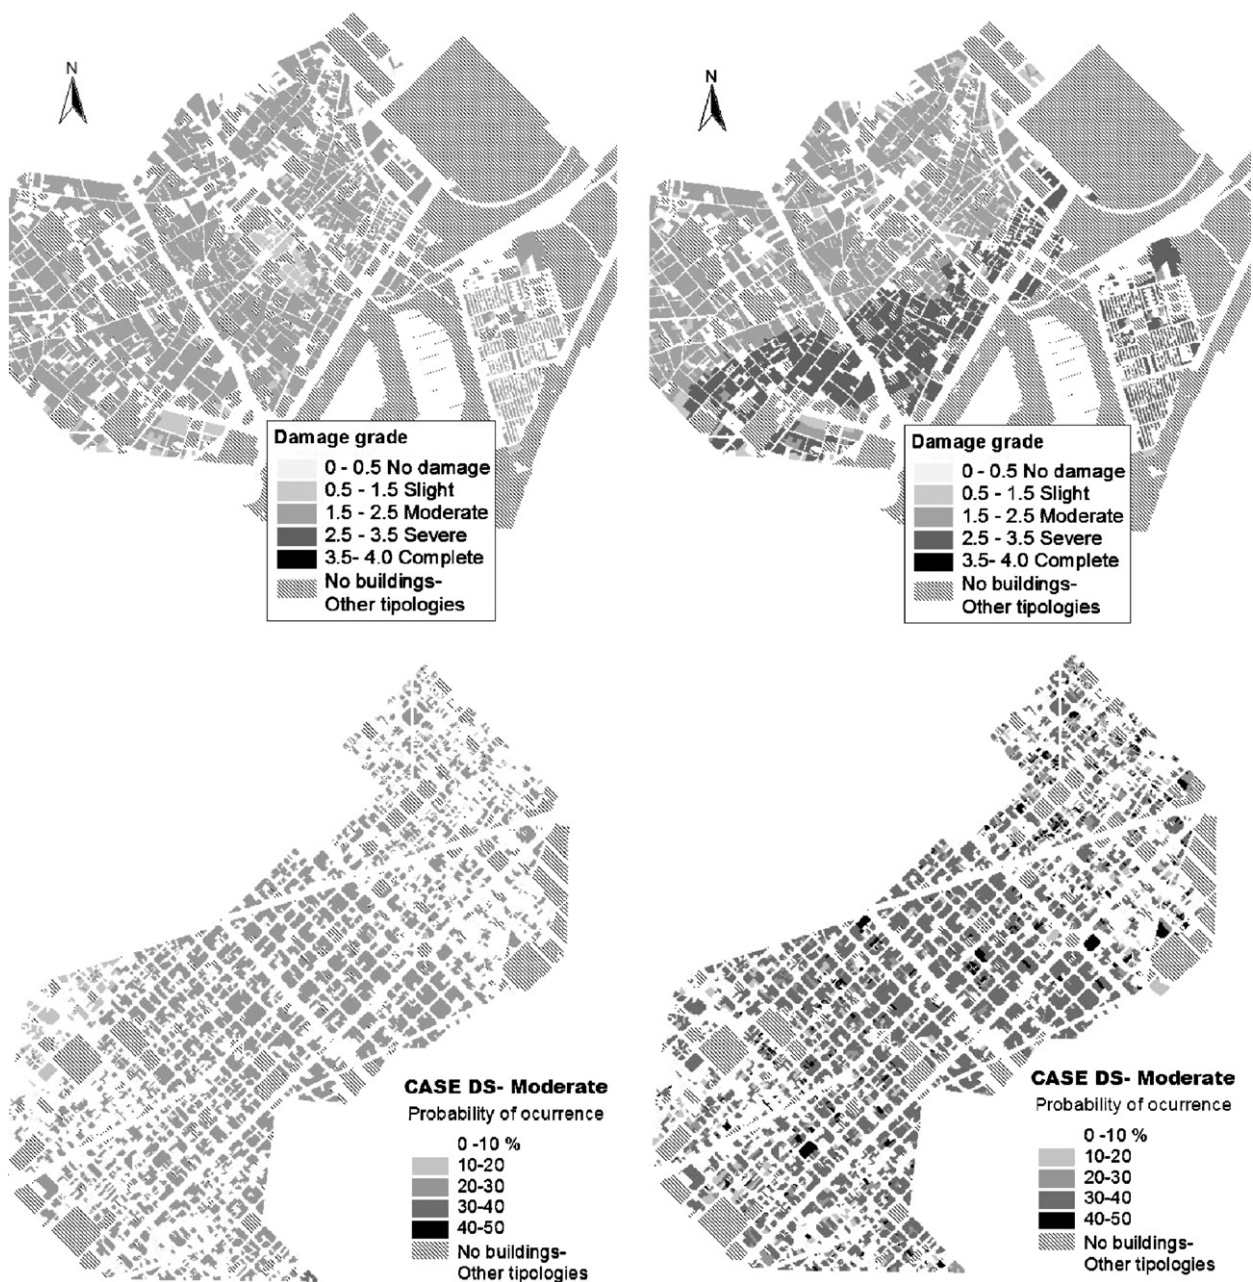 N
N
Damage grade
0 - 0.5 No damage
0.5 - 1.5 Slight
1.5 - 2.5 Moderate
2.5 - 3.5 Severe
3.5- 4.0 Complete
No buildings-
Other tipologies
Damage grade
0 - 0.5 No damage
0.5 - 1.5 Slight
1.5 - 2.5 Moderate
2.5 - 3.5 Severe
3.5- 4.0 Complete
No buildings-
Other tipologies
CASE DS- Moderate
Probability of ocurrence
0 -10 %
10-20
20-30
30-40
40-50
No buildings-
Other tipologies
CASE DS- Moderate
Probability of ocurrence
0 -10 %
10-20
20-30
30-40
40-50
No buildings-
Other tipologies